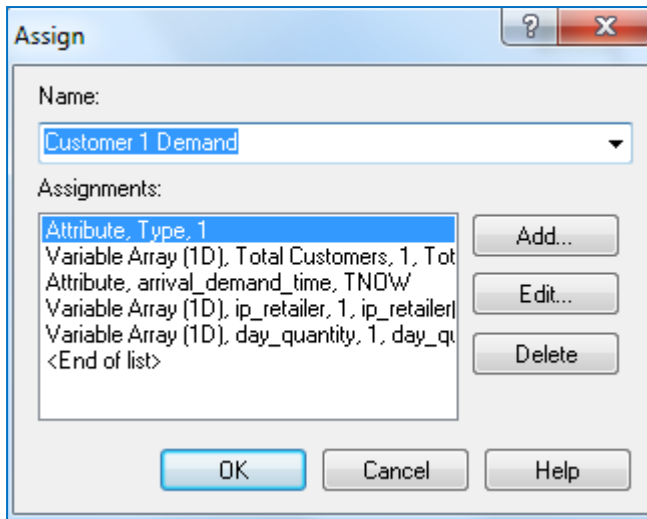 Assign
Name:
Customer 1 Demand
Assignments:
Attribute, Type, 1
Variable Array (1D), Total Customers, 1, Tot
Attribute, arrival_demand_time, TNOW
Variable Array (1D), ip_retailer, 1, ip_retailer(
Variable Array (1D), day_quantity, 1, day_qu
<End of list>
Add...
Edit...
Delete
OK
Cancel
Help